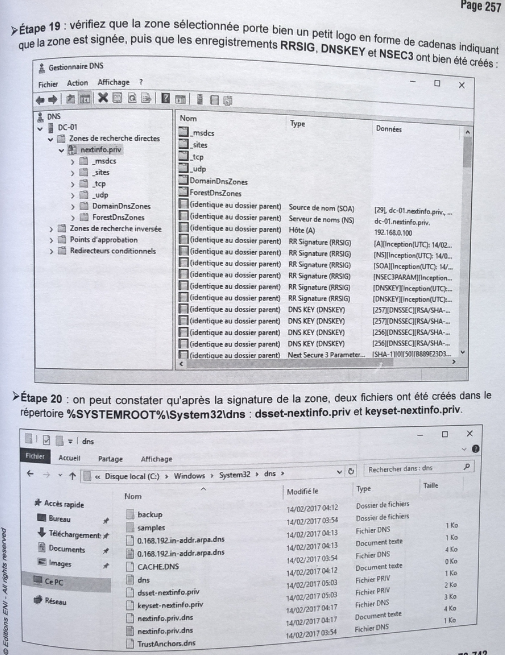 Page 257
➢Étape 19 : vérifiez que la zone sélectionnée porte bien un petit logo en forme de cadenas indiquant
que la zone est signée, puis que les enregistrements RRSIG, DNSKEY et NSEC3 ont bien été créés :
Gestionnaire DNS
Fichier Action Affichage ?
DNS
DC-01
Zones de recherche directes
nextinfo.priv
_msdcs
_sites
_tcp
_udp
DomainDnsZones
ForestDnsZones
Zones de recherche inversée
Points d'approbation
Redirecteurs conditionnels
Nom Type Données
_msdcs
_sites
_tcp
_udp
DomainDnsZones
ForestDnsZones
(identique au dossier parent) Source de nom (SOA) [29], dc-01.nextinfo.priv., ...
(identique au dossier parent) Serveur de noms (NS) dc-01.nextinfo.priv.
(identique au dossier parent) Hôte (A) 192.168.0.100
(identique au dossier parent) RR Signature (RRSIG) [A][Inception(UTC): 14/02...
(identique au dossier parent) RR Signature (RRSIG) [NS][Inception(UTC): 14/0...
(identique au dossier parent) RR Signature (RRSIG) [SOA][Inception(UTC): 14/...
(identique au dossier parent) RR Signature (RRSIG) [NSEC3PARAM][Inception...
(identique au dossier parent) RR Signature (RRSIG) [DNSKEY][Inception(UTC):...
(identique au dossier parent) RR Signature (RRSIG) [DNSKEY][Inception(UTC):...
(identique au dossier parent) DNS KEY (DNSKEY) [257][DNSSEC][RSA/SHA-...
(identique au dossier parent) DNS KEY (DNSKEY) [257][DNSSEC][RSA/SHA-...
(identique au dossier parent) DNS KEY (DNSKEY) [256][DNSSEC][RSA/SHA-...
(identique au dossier parent) DNS KEY (DNSKEY) [256][DNSSEC][RSA/SHA-...
(identique au dossier parent) Next Secure 3 Parameter... [SHA-1][0][50][B889E23D3...
➢Étape 20 : on peut constater qu'après la signature de la zone, deux fichiers ont été créés dans le
répertoire %SYSTEMROOT%\System32\dns : dsset-nextinfo.priv et keyset-nextinfo.priv.
dns
Fichier Accueil Partage Affichage
« Disque local (C:) > Windows > System32 > dns >
Rechercher dans : dns
Accès rapide
Bureau
Téléchargement
Documents
Images
Ce PC
Réseau
Nom Modifié le Type Taille
backup 14/02/2017 04:12 Dossier de fichiers
samples 14/02/2017 03:54 Dossier de fichiers
0.168.192.in-addr.arpa.dns 14/02/2017 04:13 Fichier DNS 1 Ko
0.168.192.in-addr.arpa.dns 14/02/2017 04:13 Document texte 1 Ko
CACHE.DNS 14/02/2017 03:54 Fichier DNS 4 Ko
dns 14/02/2017 04:12 Document texte 0 Ko
dsset-nextinfo.priv 14/02/2017 05:03 Fichier PRIV 1 Ko
keyset-nextinfo.priv 14/02/2017 05:03 Fichier PRIV 2 Ko
nextinfo.priv.dns 14/02/2017 04:17 Fichier DNS 3 Ko
nextinfo.priv.dns 14/02/2017 04:17 Document texte 4 Ko
TrustAnchors.dns 14/02/2017 03:54 Fichier DNS 1 Ko
© Editions ENI - All rights reserved